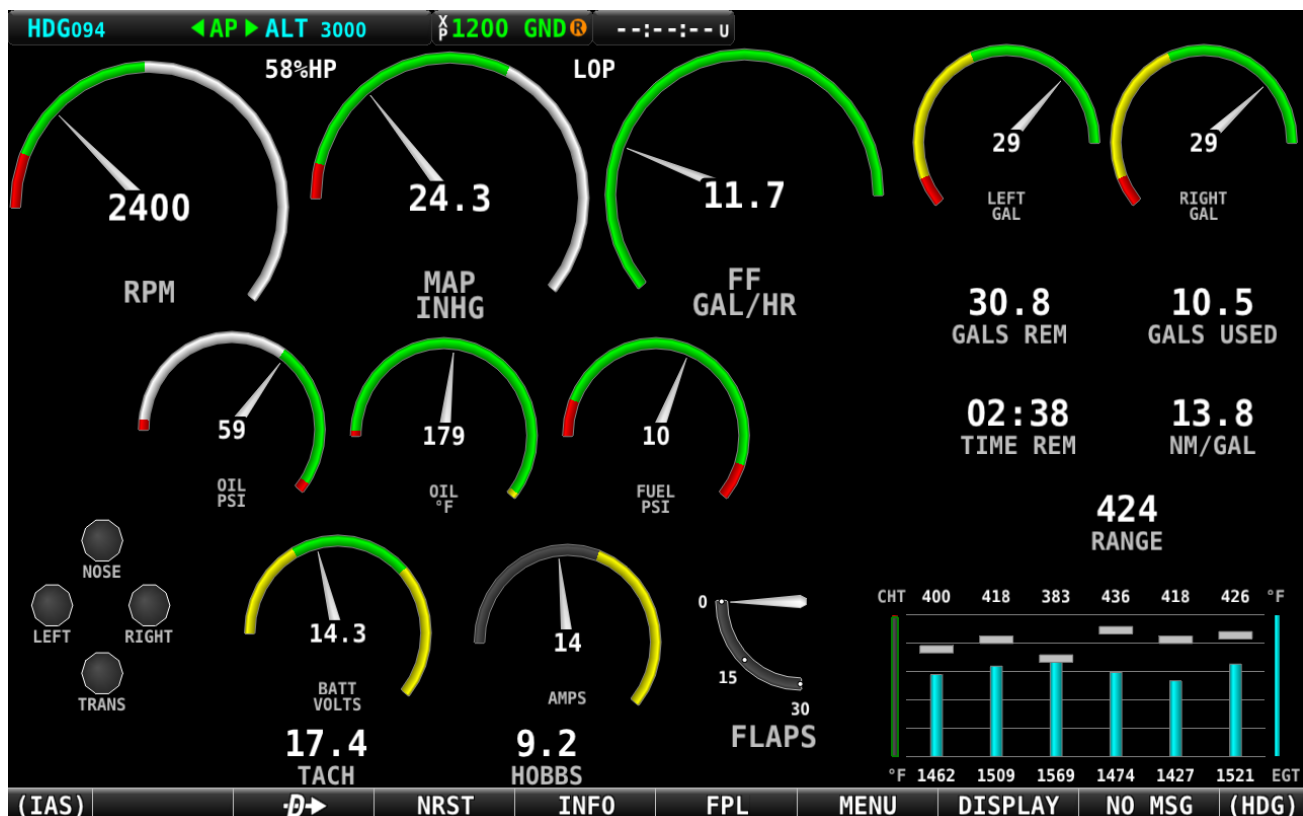 HDG094 ◀AP▶ ALT 3000 XP 1200 GND R --:--:-- U
58%HP LOP
2400
RPM
24.3
MAP
INHG
11.7
FF
GAL/HR
29
LEFT
GAL
29
RIGHT
GAL
30.8
GALS REM
10.5
GALS USED
59
OIL
PSI
179
OIL
°F
10
FUEL
PSI
02:38
TIME REM
13.8
NM/GAL
424
RANGE
NOSE
LEFT RIGHT
TRANS
14.3
BATT
VOLTS
14
AMPS
0
15
30
FLAPS
17.4
TACH
9.2
HOBBS
CHT 400 418 383 436 418 426 °F
°F 1462 1509 1569 1474 1427 1521 EGT
(IAS) D NRST INFO FPL MENU DISPLAY NO MSG (HDG)